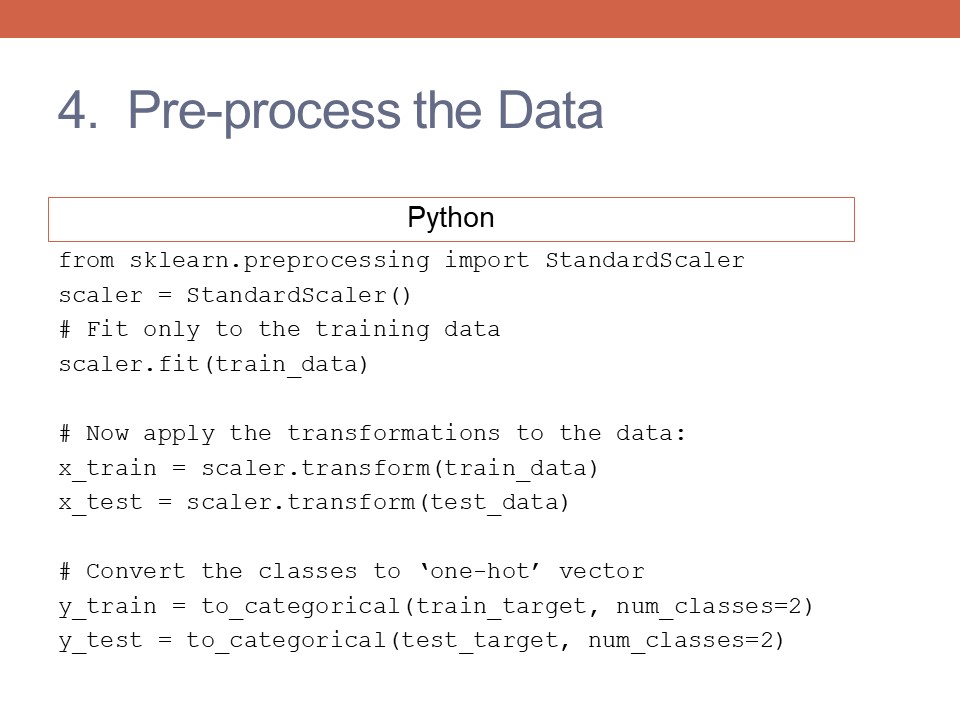 4. Pre-process the Data
Python
from sklearn.preprocessing import StandardScaler
scaler = StandardScaler()
# Fit only to the training data
scaler.fit(train_data)
# Now apply the transformations to the data:
x_train = scaler.transform(train_data)
x_test = scaler.transform(test_data)
# Convert the classes to ‘one-hot’ vector
y_train = to_categorical(train_target, num_classes=2)
y_test = to_categorical(test_target, num_classes=2)